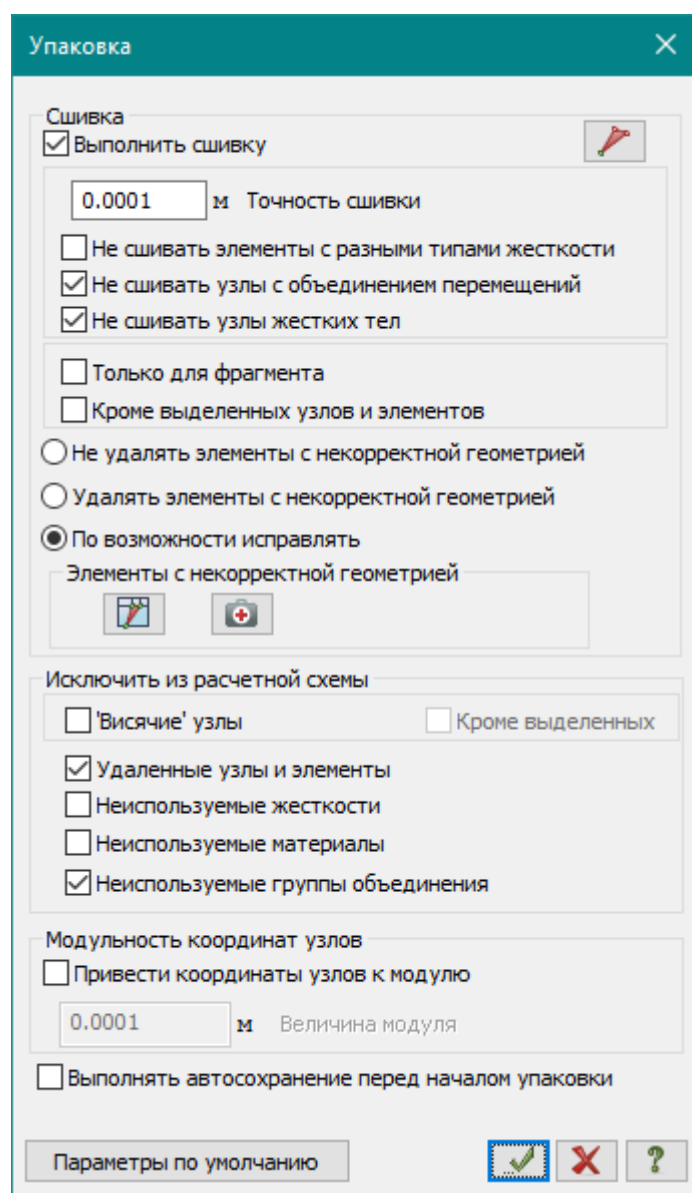 Упаковка
Сшивка
Выполнить сшивку
0.0001 м Точность сшивки
Не сшивать элементы с разными типами жесткости
Не сшивать узлы с объединением перемещений
Не сшивать узлы жестких тел
Только для фрагмента
Кроме выделенных узлов и элементов
Не удалять элементы с некорректной геометрией
Удалять элементы с некорректной геометрией
По возможности исправлять
Элементы с некорректной геометрией
Исключить из расчетной схемы
'Висячие' узлы Кроме выделенных
Удаленные узлы и элементы
Неиспользуемые жесткости
Неиспользуемые материалы
Неиспользуемые группы объединения
Модульность координат узлов
Привести координаты узлов к модулю
0.0001 м Величина модуля
Выполнять автосохранение перед началом упаковки
Параметры по умолчанию ?